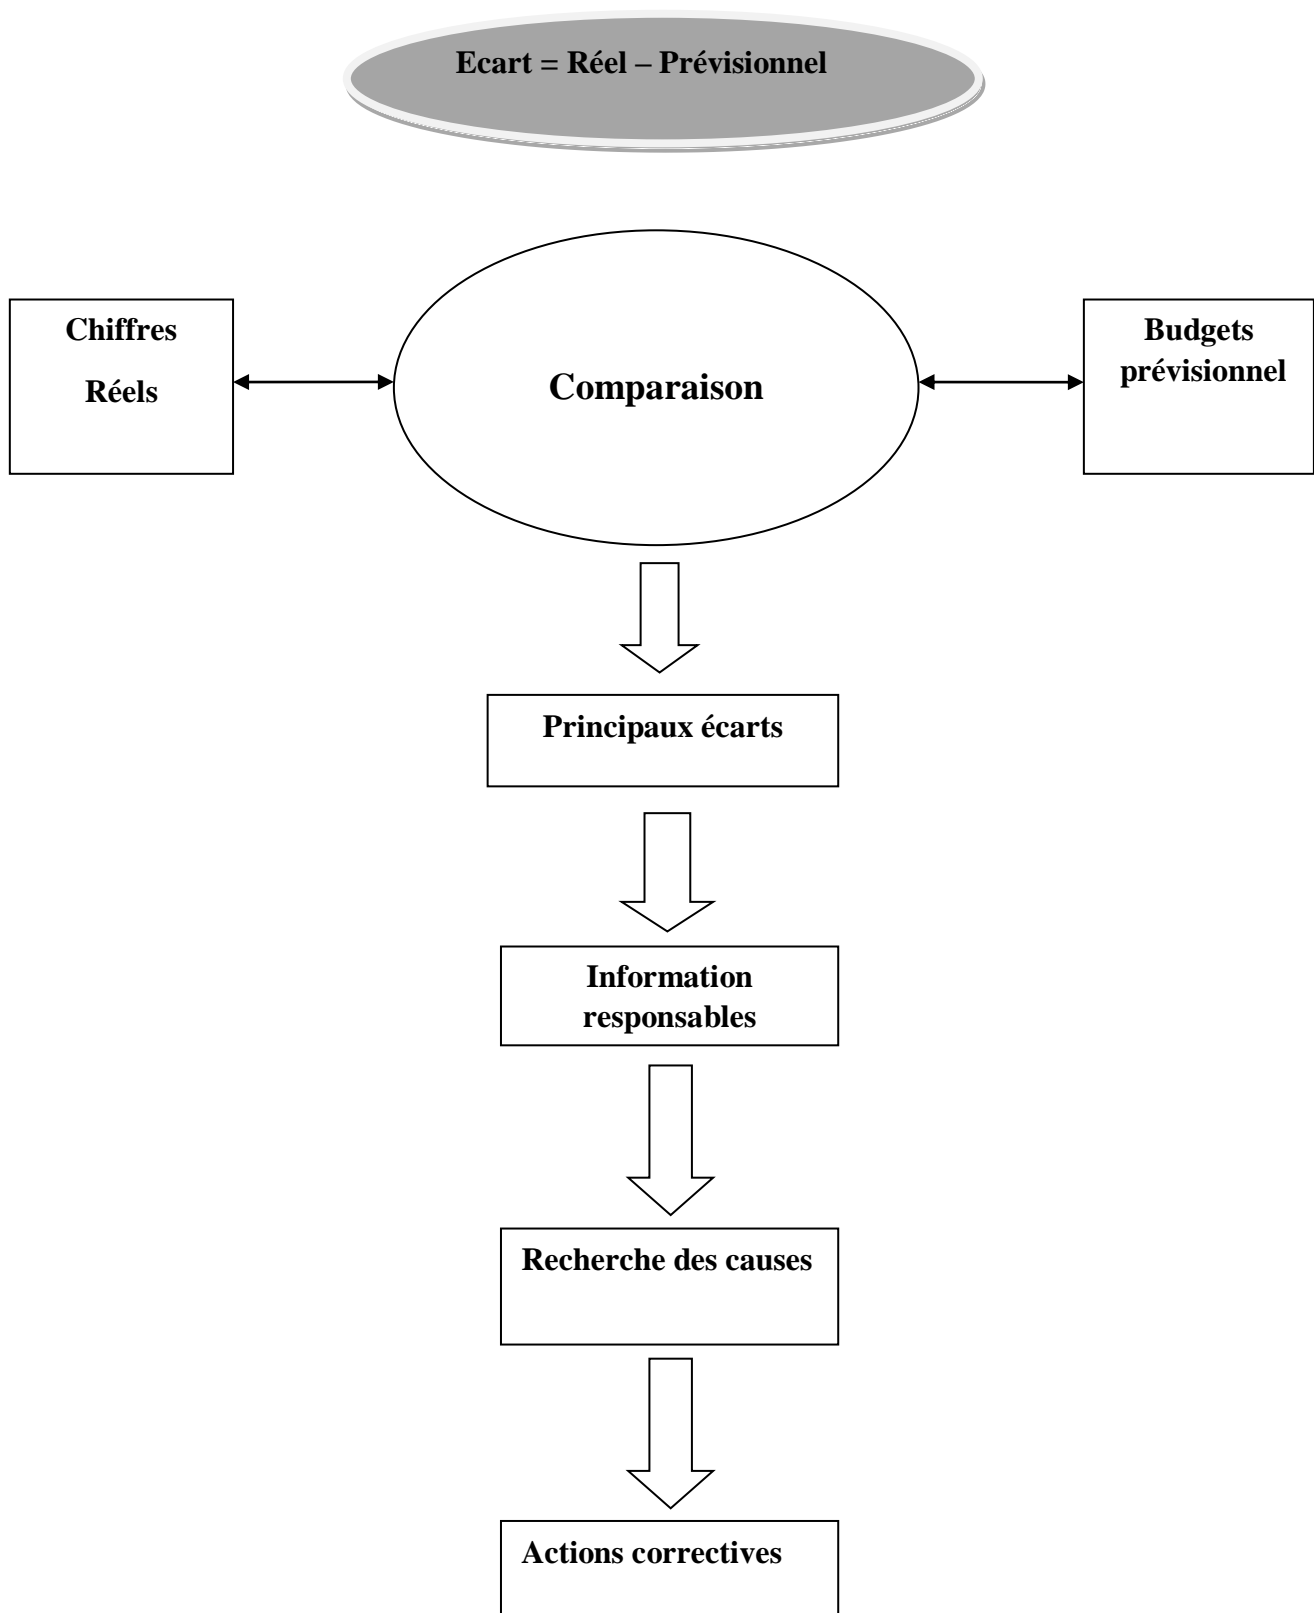 Ecart = Réel – Prévisionnel
Chiffres
Réels
Comparaison
Budgets
prévisionnel
Principaux écarts
Information
responsables
Recherche des causes
Actions correctives